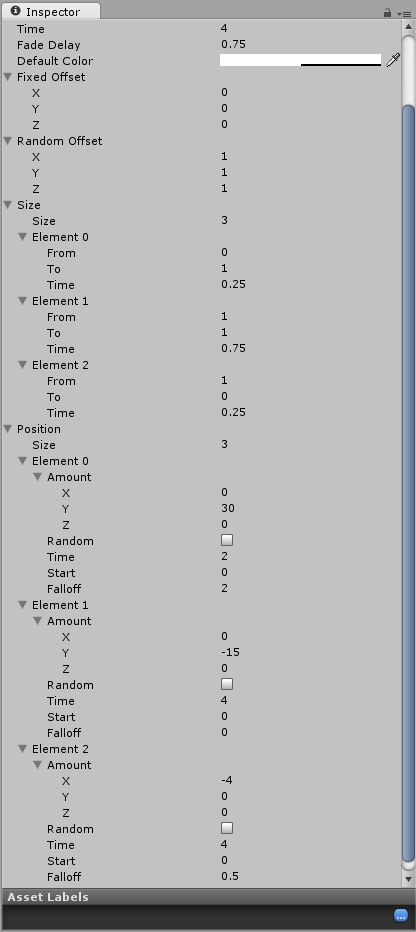 Inspector
Time 4
Fade Delay 0.75
Default Color
Fixed Offset
X 0
Y 0
Z 0
Random Offset
X 1
Y 1
Z 1
Size
Size 3
Element 0
From 0
To 1
Time 0.25
Element 1
From 1
To 1
Time 0.75
Element 2
From 1
To 0
Time 0.25
Position
Size 3
Element 0
Amount
X 0
Y 30
Z 0
Random
Time 2
Start 0
Falloff 2
Element 1
Amount
X 0
Y -15
Z 0
Random
Time 4
Start 0
Falloff 0
Element 2
Amount
X -4
Y 0
Z 0
Random
Time 4
Start 0
Falloff 0.5
Asset Labels